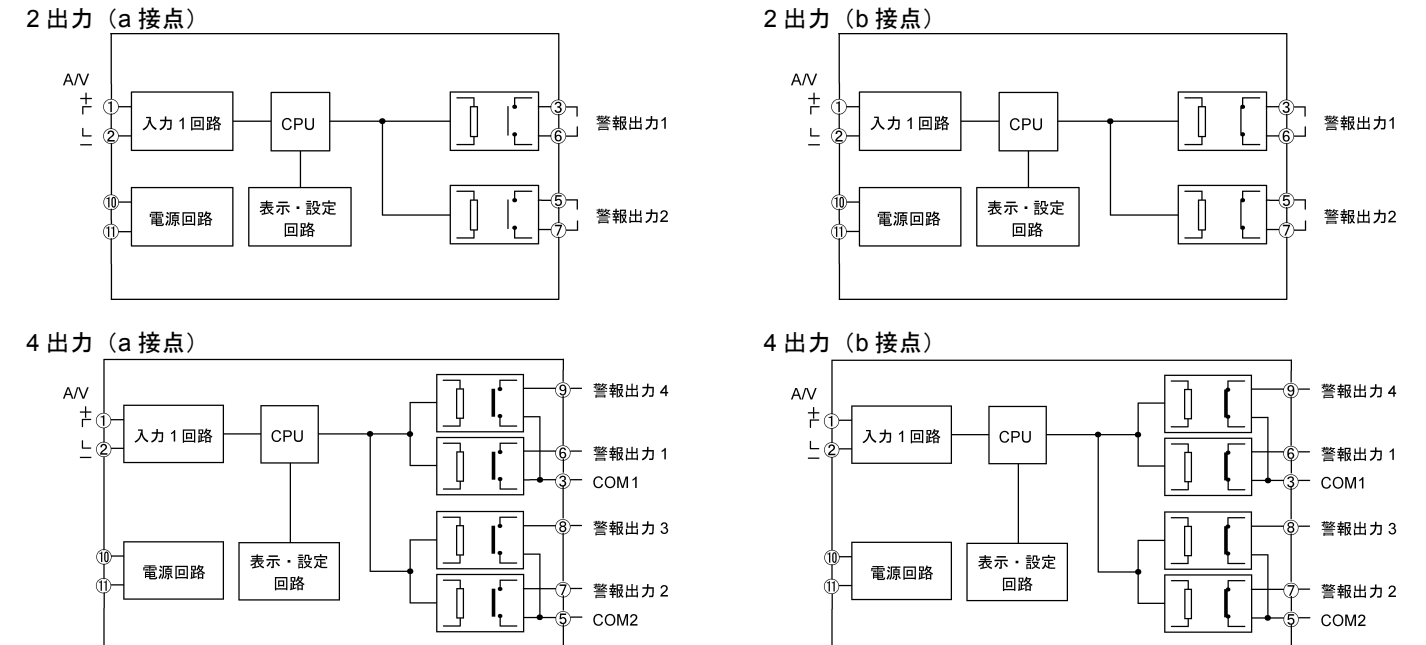 2 出力（a 接点）
A/V
＋
①
－
②
入力 1 回路
CPU
③
⑥
警報出力1
⑩
⑪
電源回路
表示・設定
回路
⑤
⑦
警報出力2
2 出力（b 接点）
A/V
＋
①
－
②
入力 1 回路
CPU
③
⑥
警報出力1
⑩
⑪
電源回路
表示・設定
回路
⑤
⑦
警報出力2
4 出力（a 接点）
A/V
＋
①
－
②
入力 1 回路
CPU
⑨ 警報出力 4
⑥ 警報出力 1
③ COM1
⑩
⑪
電源回路
表示・設定
回路
⑧ 警報出力 3
⑦ 警報出力 2
⑤ COM2
4 出力（b 接点）
A/V
＋
①
－
②
入力 1 回路
CPU
⑨ 警報出力 4
⑥ 警報出力 1
③ COM1
⑩
⑪
電源回路
表示・設定
回路
⑧ 警報出力 3
⑦ 警報出力 2
⑤ COM2